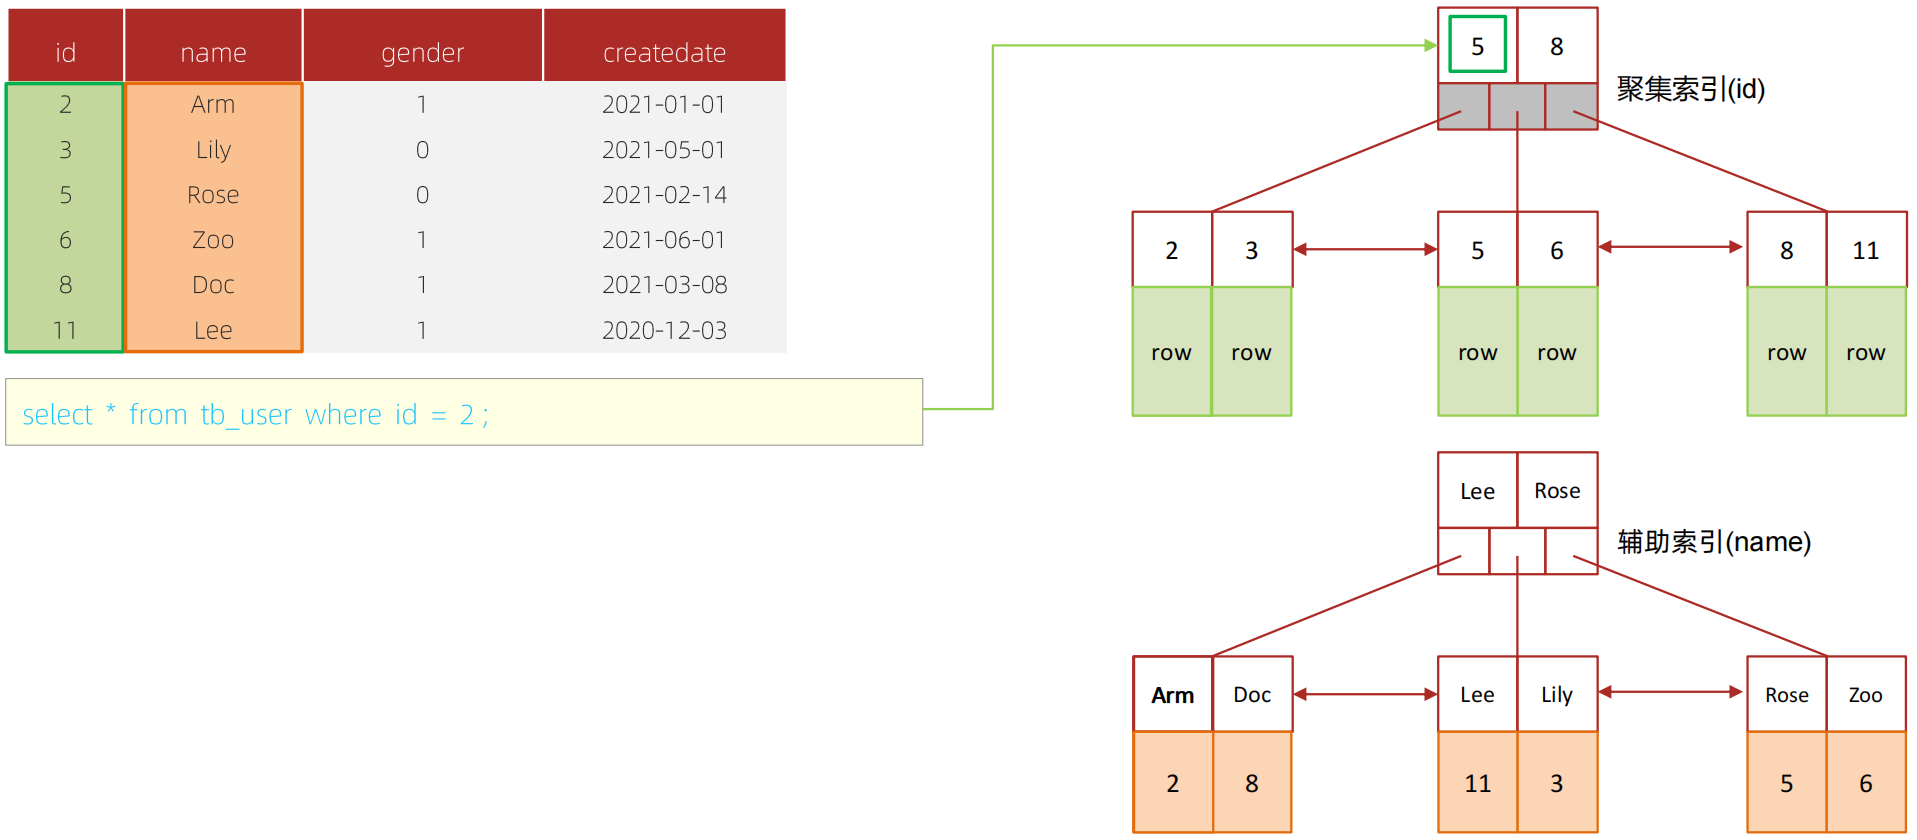 id name gender createdate
2 Arm 1 2021-01-01
3 Lily 0 2021-05-01
5 Rose 0 2021-02-14
6 Zoo 1 2021-06-01
8 Doc 1 2021-03-08
11 Lee 1 2020-12-03
select * from tb_user where id = 2 ;
5 8
聚集索引(id)
2 3 5 6 8 11
row row row row row row
Lee Rose
辅助索引(name)
Arm Doc Lee Lily Rose Zoo
2 8 11 3 5 6